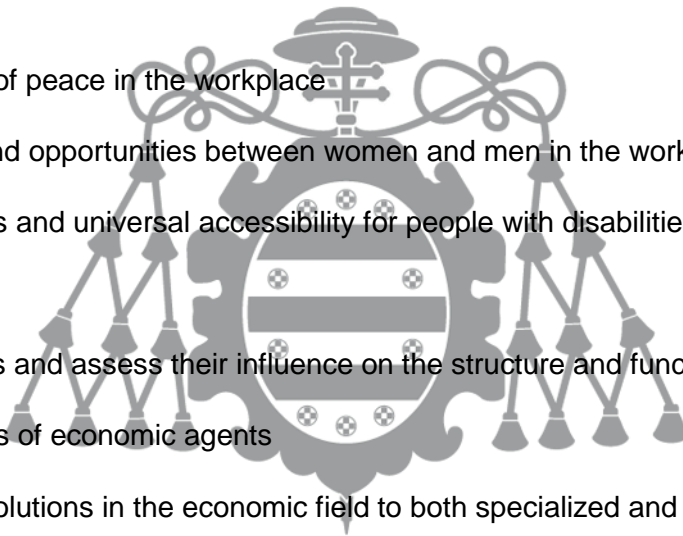 of peace in the workplace
nd opportunities between women and men in the work
s and universal accessibility for people with disabilitie
s and assess their influence on the structure and func
s of economic agents
olutions in the economic field to both specialized and